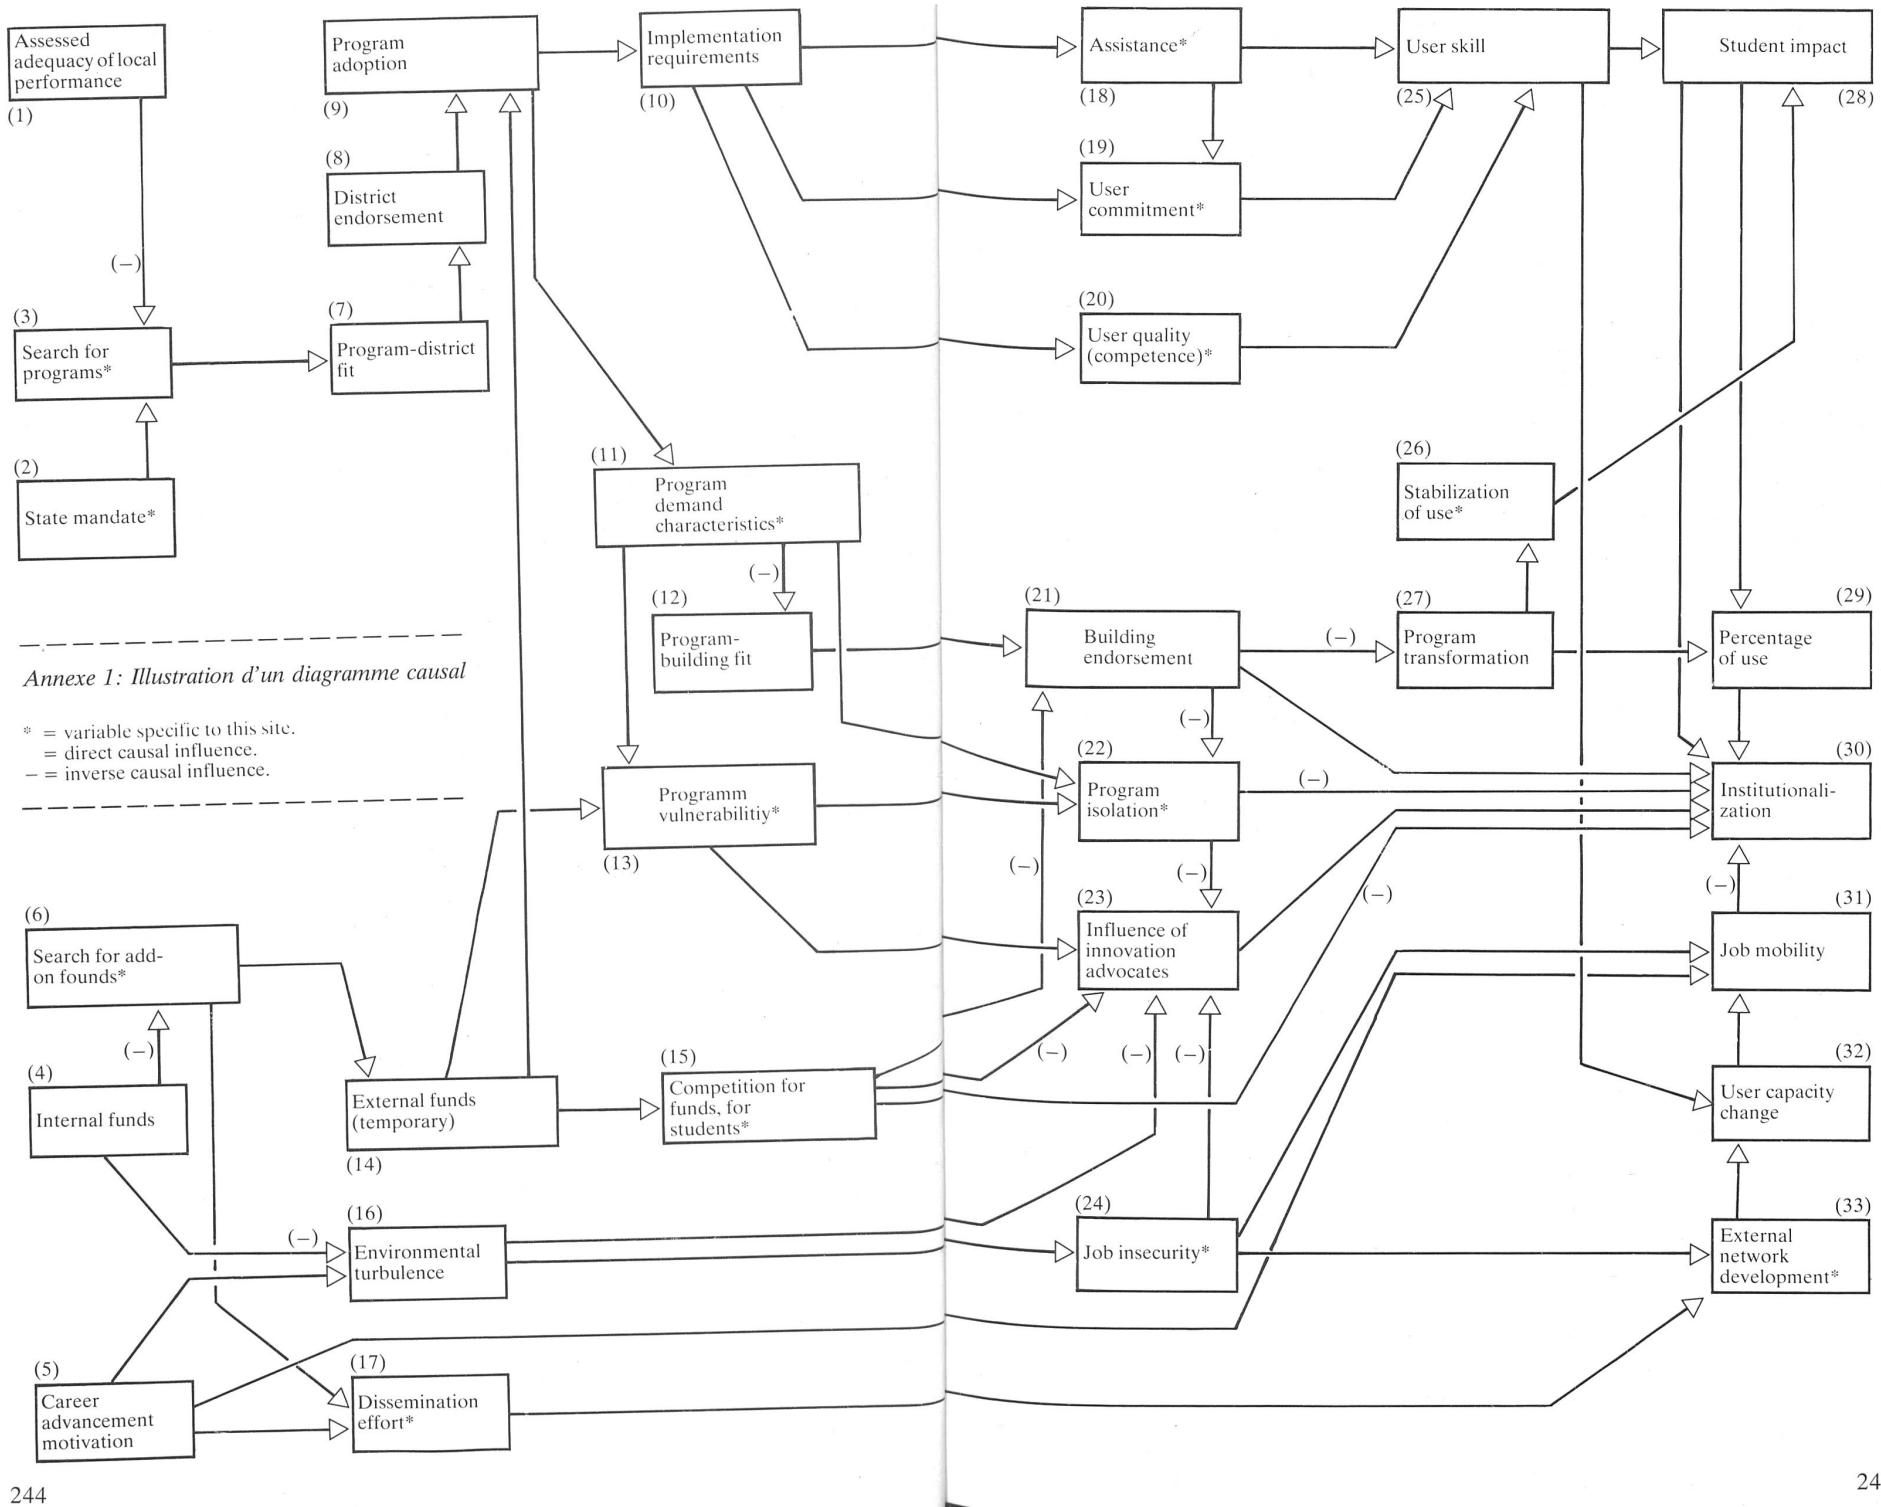 Assessed
adequacy of local
performance
(1)
(−)
(3)
Search for
programs*
(2)
State mandate*
Program
adoption
(9)
(8)
District
endorsement
(7)
Program-district
fit
Implementation
requirements
(10)
(11)
Program
demand
characteristics*
(−)
(12)
Program-
building fit
Programm
vulnerabilitiy*
(13)
Annexe 1: Illustration d'un diagramme causal
* = variable specific to this site.
= direct causal influence.
− = inverse causal influence.
(6)
Search for add-
on founds*
(−)
(4)
Internal funds
External funds
(temporary)
(14)
(15)
Competition for
funds, for
students*
(−)
(16)
Environmental
turbulence
(5)
Career
advancement
motivation
(17)
Dissemination
effort*
244
Assistance*
(18)
(19)
User
commitment*
(20)
User quality
(competence)*
User skill
(25)
Student impact
(28)
(26)
Stabilization
of use*
(21)
Building
endorsement
(−)
(27)
Program
transformation
(29)
Percentage
of use
(−)
(22)
Program
isolation*
(−)
(30)
Institutionali-
zation
(−)
(−)
(23)
Influence of
innovation
advocates
(−)
(−)
(31)
Job mobility
(−)
(−)
(−)
(32)
User capacity
change
(24)
Job insecurity*
(33)
External
network
development*
24